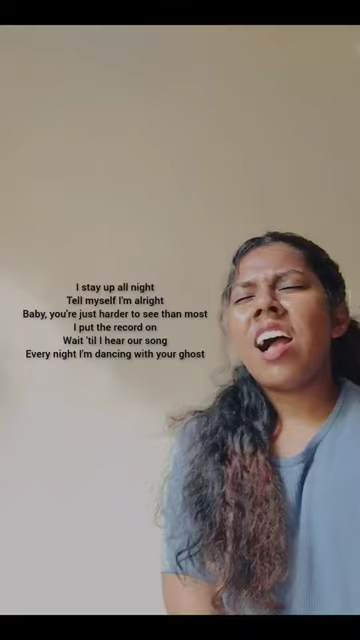 I stay up all night
Tell myself I'm alright
Baby, you're just harder to see than most
I put the record on
Wait 'til I hear our song
Every night I'm dancing with your ghost